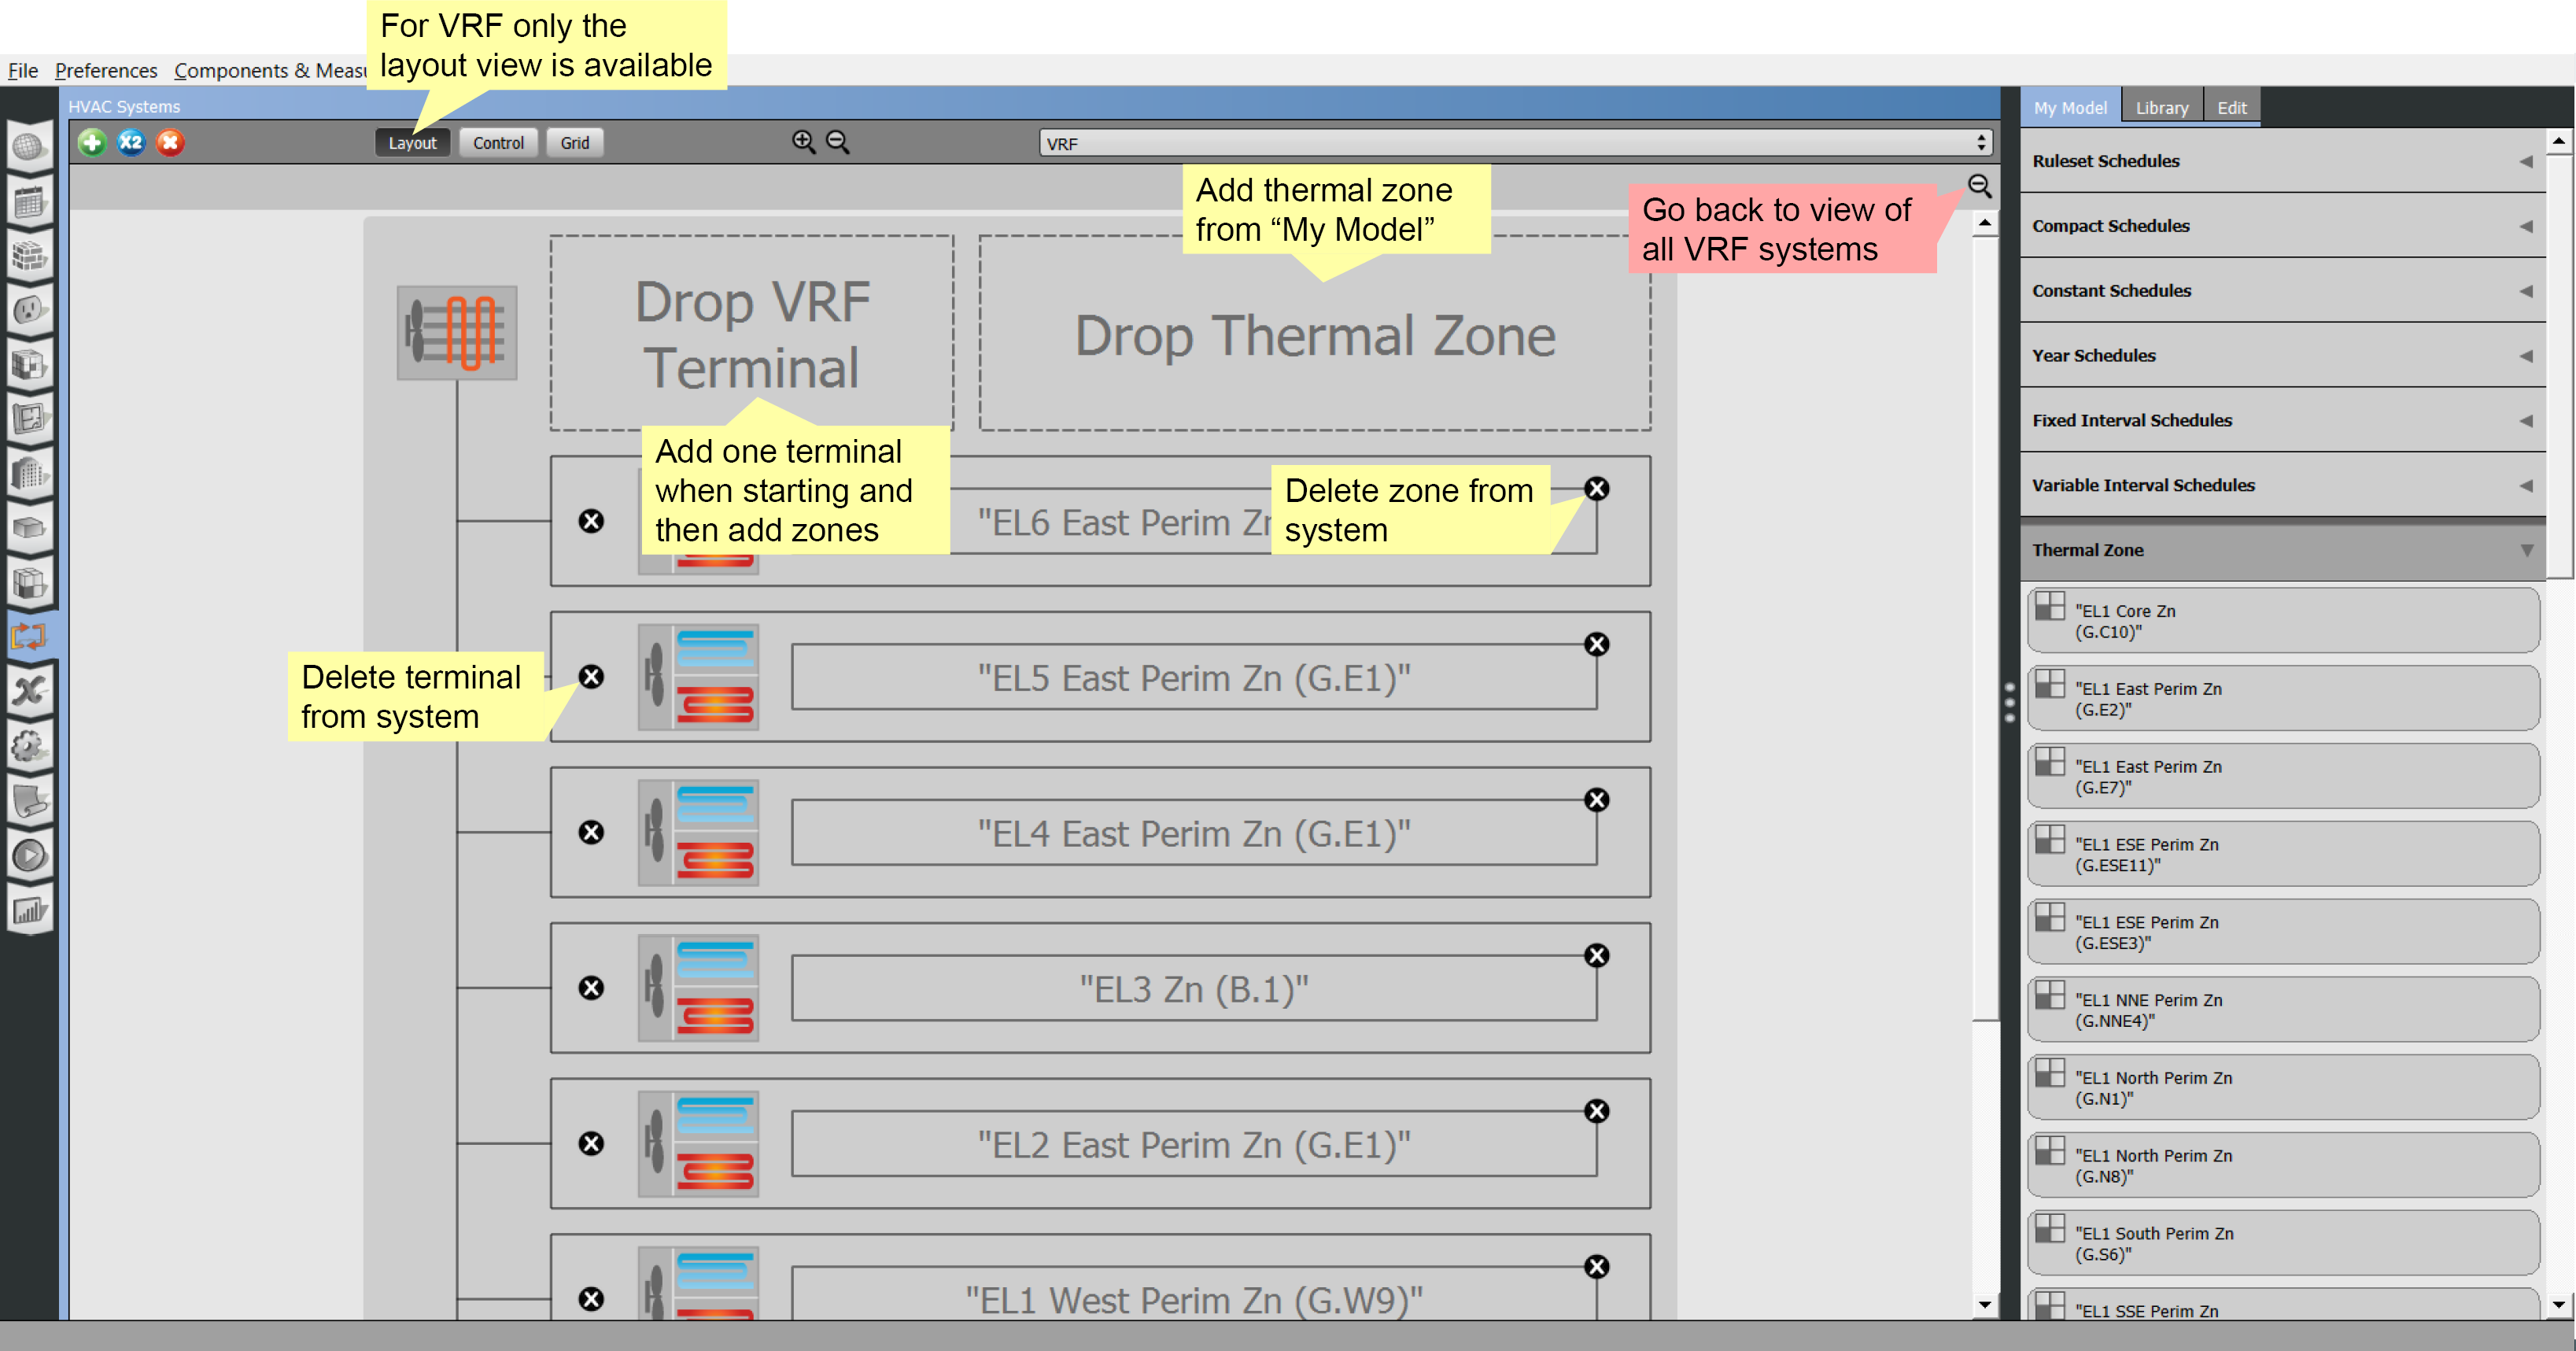 For VRF only the
layout view is available
File Preferences Components & Meas
HVAC Systems
My Model Library Edit
X2
Layout Control Grid
VRF
Add thermal zone
from “My Model”
Go back to view of
all VRF systems
Drop VRF
Terminal
Drop Thermal Zone
Add one terminal
when starting and
then add zones
"EL6 East Perim Zn
Delete zone from
system
Delete terminal
from system
"EL5 East Perim Zn (G.E1)"
"EL4 East Perim Zn (G.E1)"
"EL3 Zn (B.1)"
"EL2 East Perim Zn (G.E1)"
"EL1 West Perim Zn (G.W9)"
Ruleset Schedules
Compact Schedules
Constant Schedules
Year Schedules
Fixed Interval Schedules
Variable Interval Schedules
Thermal Zone
"EL1 Core Zn
(G.C10)"
"EL1 East Perim Zn
(G.E2)"
"EL1 East Perim Zn
(G.E7)"
"EL1 ESE Perim Zn
(G.ESE11)"
"EL1 ESE Perim Zn
(G.ESE3)"
"EL1 NNE Perim Zn
(G.NNE4)"
"EL1 North Perim Zn
(G.N1)"
"EL1 North Perim Zn
(G.N8)"
"EL1 South Perim Zn
(G.S6)"
"EL1 SSE Perim Zn